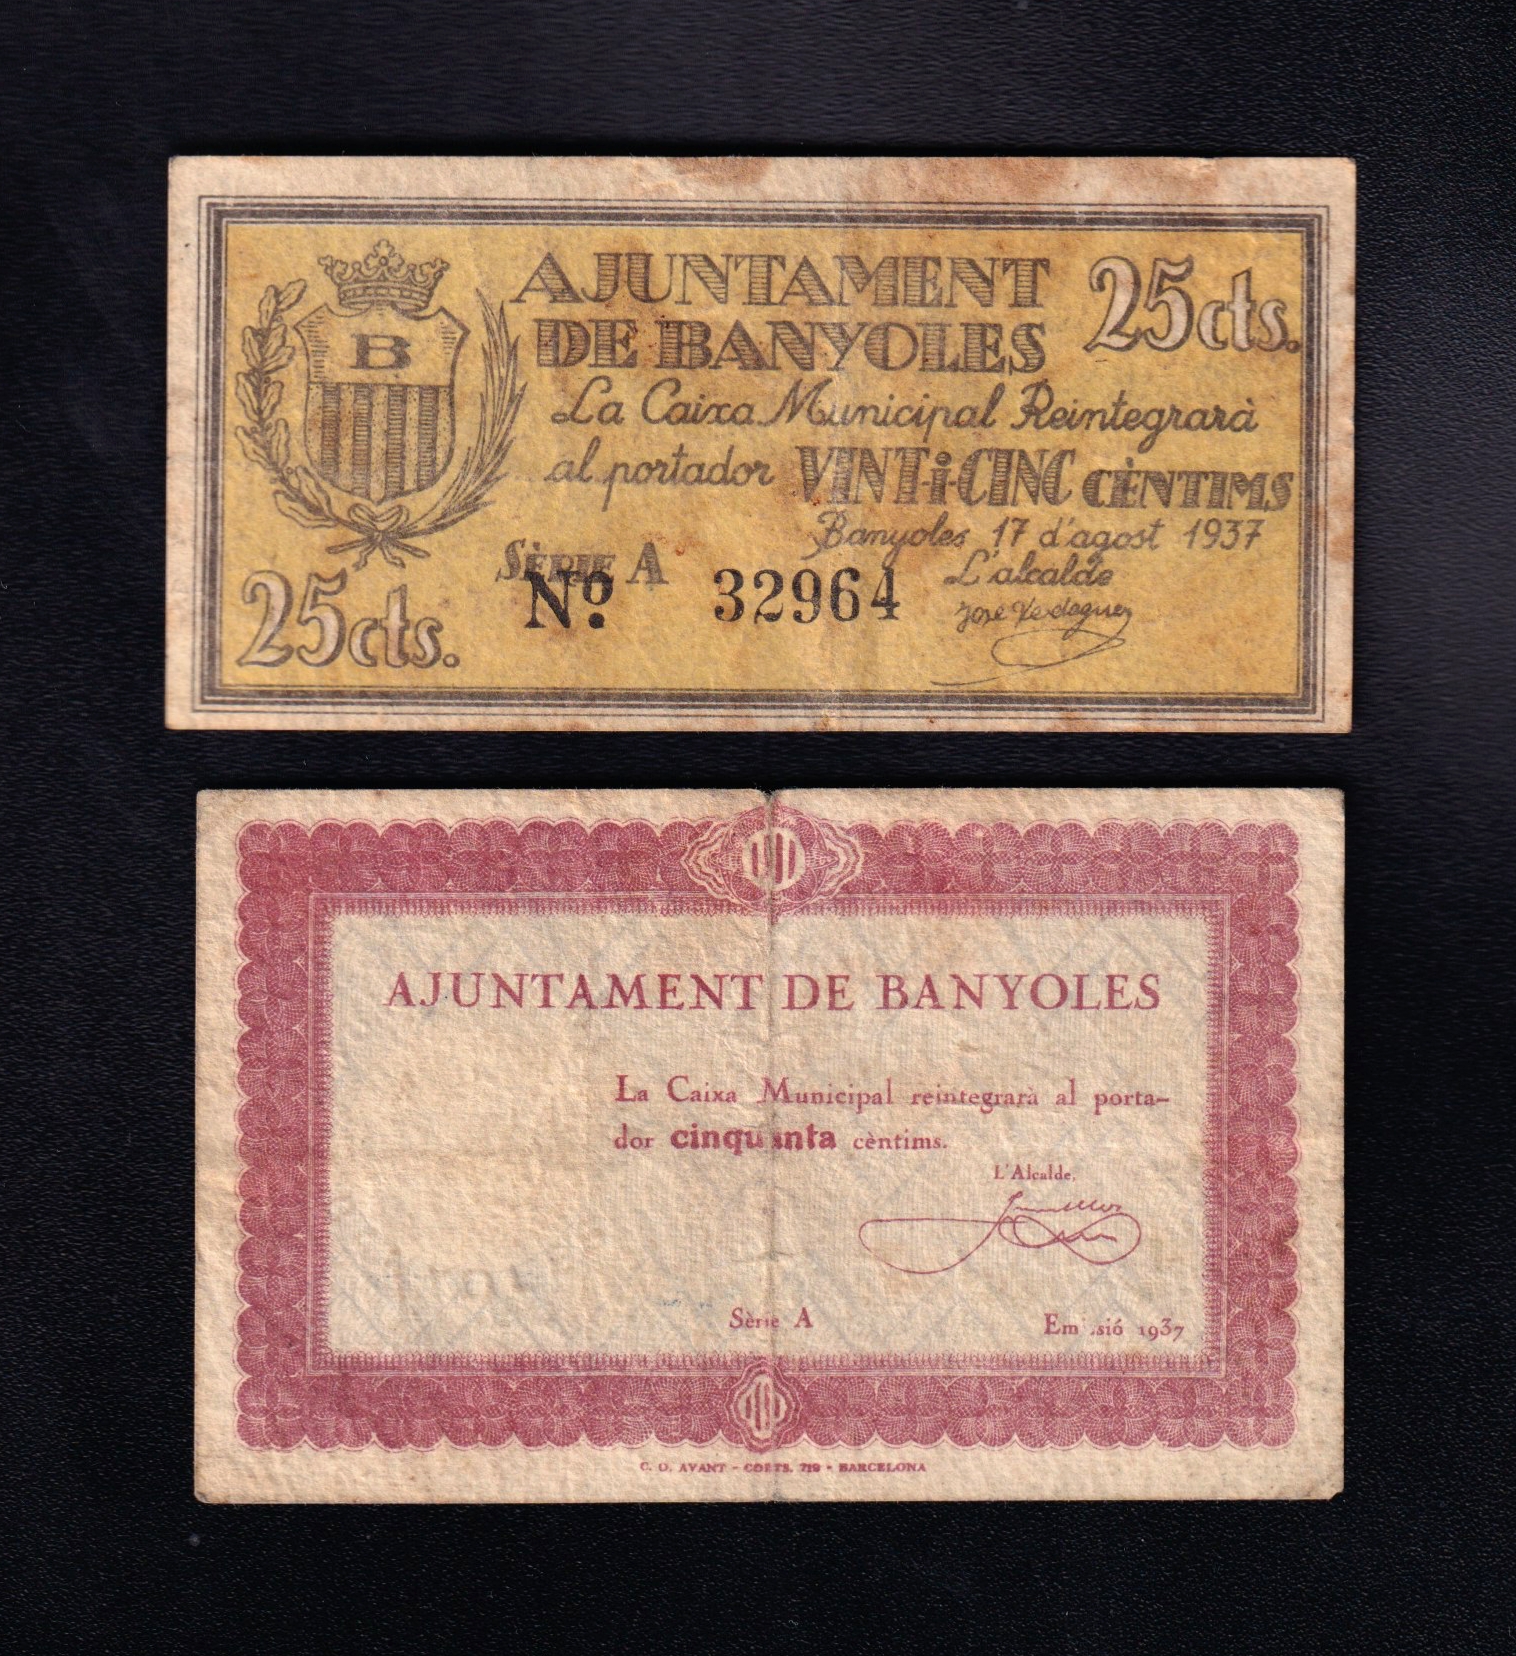 B
AJUNTAMENT
DE BANYOLES
25cts.
La Caixa Municipal Reintegrarà
al portador VINT-i-CINC CÈNTIMS
Banyoles 17 d'agost 1937
SÈRIE A
L'alcalde
Nº. 32964
José Verdaguer
25cts.
AJUNTAMENT DE BANYOLES
La Caixa Municipal reintegrarà al porta-
dor cinquanta cèntims.
L'Alcalde,
Sèrie A
Emissió 1937
C. O. AVANT - CORTS, 719 - BARCELONA